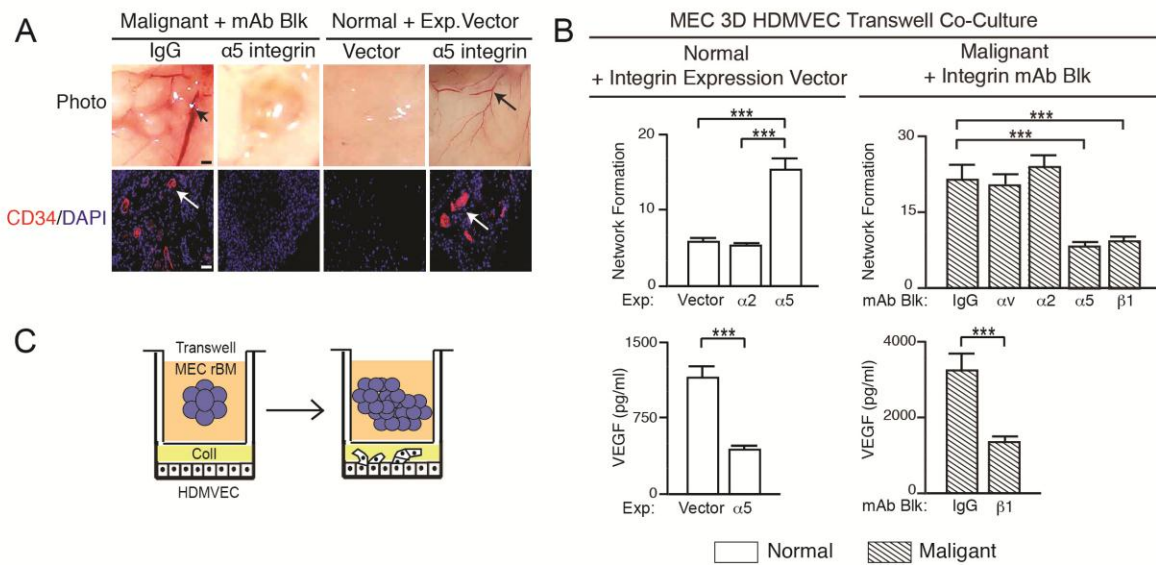 A
Malignant + mAb Blk
Normal + Exp.Vector
IgG
α5 integrin
Vector
α5 integrin
Photo
CD34/DAPI
B
MEC 3D HDMVEC Transwell Co-Culture
Normal
+ Integrin Expression Vector
Malignant
+ Integrin mAb Blk
***
***
20
10
0
Network Formation
Exp: Vector α2 α5
***
***
30
15
0
Network Formation
mAb Blk: IgG αv α2 α5 β1
***
1500
750
0
VEGF (pg/ml)
Exp: Vector α5
***
4000
2000
0
VEGF (pg/ml)
mAb Blk: IgG β1
Normal
Maligant
C
Transwell
MEC rBM
Coll
HDMVEC